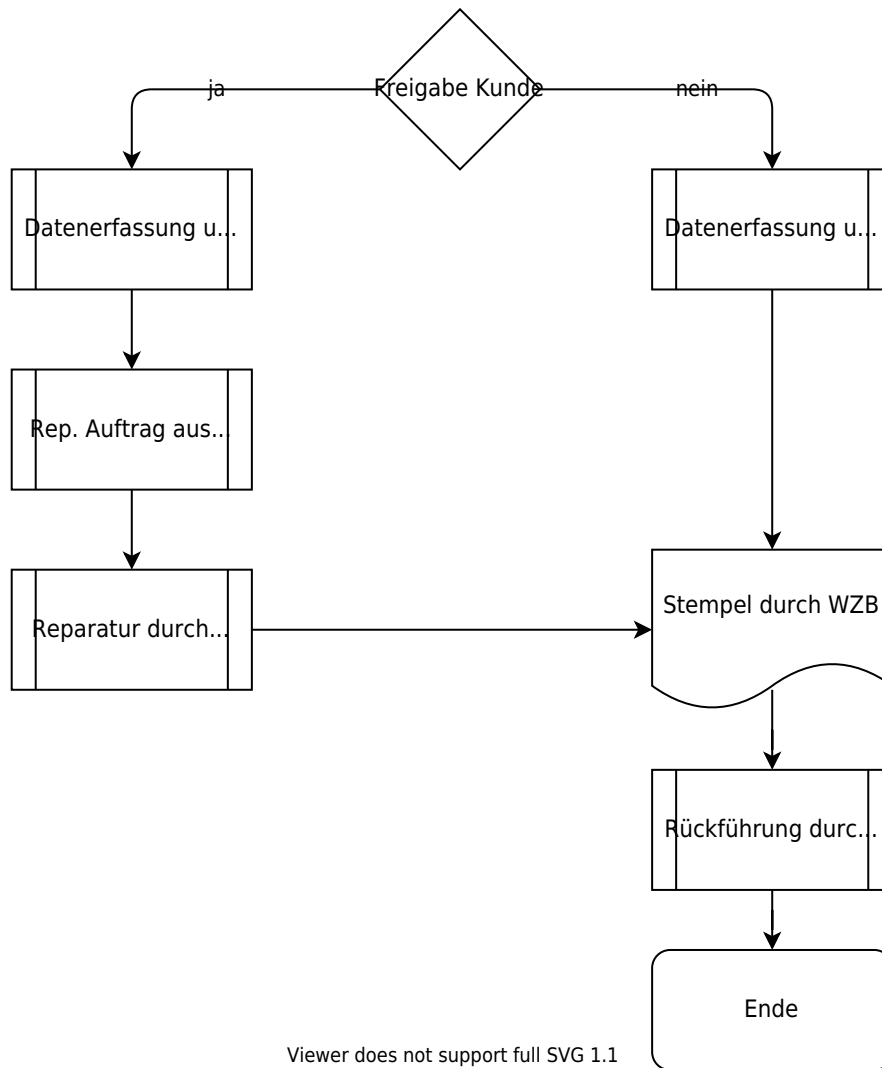 Freigabe Kunde
ja
nein
Datenerfassung u...
Datenerfassung u...
Rep. Auftrag aus...
Reparatur durch...
Stempel durch WZB
Rückführung durc...
Ende
Viewer does not support full SVG 1.1